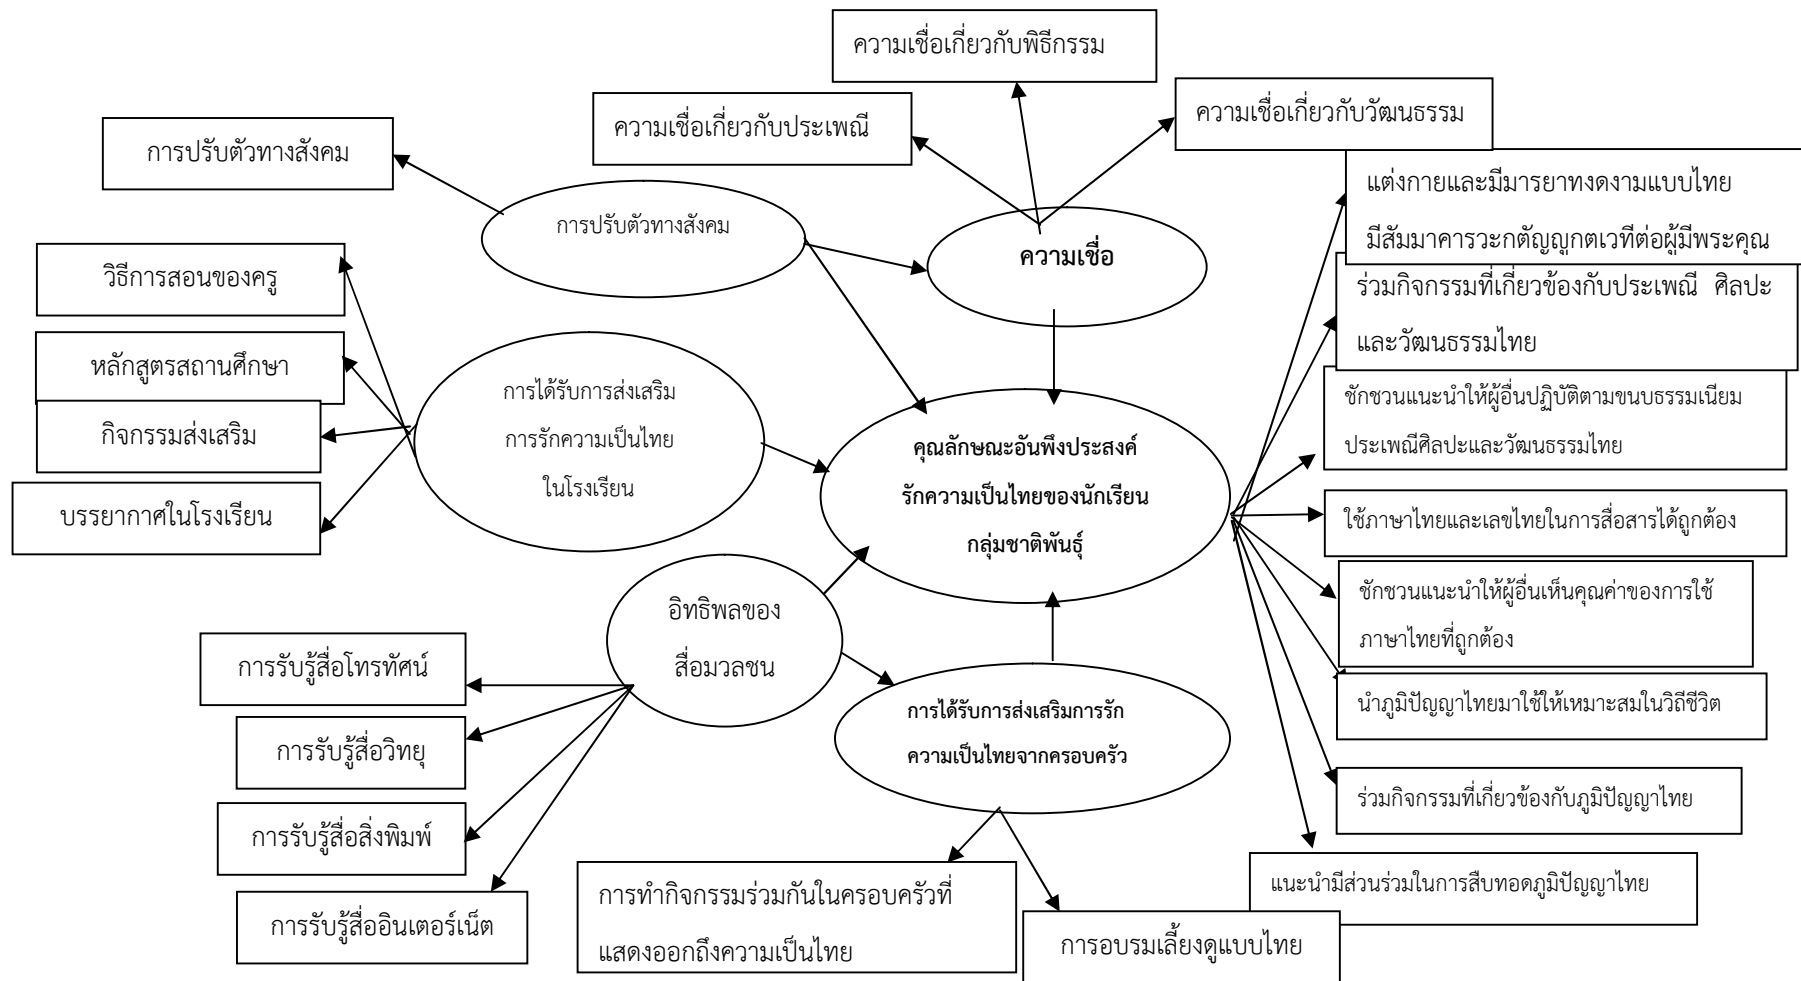 ความเชื่อเกี่ยวกับพิธีกรรม
ความเชื่อเกี่ยวกับประเพณี
ความเชื่อเกี่ยวกับวัฒนธรรม
การปรับตัวทางสังคม
การปรับตัวทางสังคม
ความเชื่อ
แต่งกายและมีมารยาทงดงามแบบไทย
มีสัมมาคารวะกตัญญูกตเวทีต่อผู้มีพระคุณ
วิธีการสอนของครู
ร่วมกิจกรรมที่เกี่ยวข้องกับประเพณี ศิลปะ
และวัฒนธรรมไทย
หลักสูตรสถานศึกษา
กิจกรรมส่งเสริม
บรรยากาศในโรงเรียน
การได้รับการส่งเสริม
การรักความเป็นไทย
ในโรงเรียน
คุณลักษณะอันพึงประสงค์
รักความเป็นไทยของนักเรียน
กลุ่มชาติพันธุ์
ชักชวนแนะนำให้ผู้อื่นปฏิบัติตามขนบธรรมเนียม
ประเพณีศิลปะและวัฒนธรรมไทย
ใช้ภาษาไทยและเลขไทยในการสื่อสารได้ถูกต้อง
ชักชวนแนะนำให้ผู้อื่นเห็นคุณค่าของการใช้
ภาษาไทยที่ถูกต้อง
อิทธิพลของ
สื่อมวลชน
การรับรู้สื่อโทรทัศน์
การรับรู้สื่อวิทยุ
การรับรู้สื่อสิ่งพิมพ์
การรับรู้สื่ออินเตอร์เน็ต
การได้รับการส่งเสริมการรัก
ความเป็นไทยจากครอบครัว
นำภูมิปัญญาไทยมาใช้ให้เหมาะสมในวิถีชีวิต
ร่วมกิจกรรมที่เกี่ยวข้องกับภูมิปัญญาไทย
แนะนำมีส่วนร่วมในการสืบทอดภูมิปัญญาไทย
การทำกิจกรรมร่วมกันในครอบครัวที่
แสดงออกถึงความเป็นไทย
การอบรมเลี้ยงดูแบบไทย